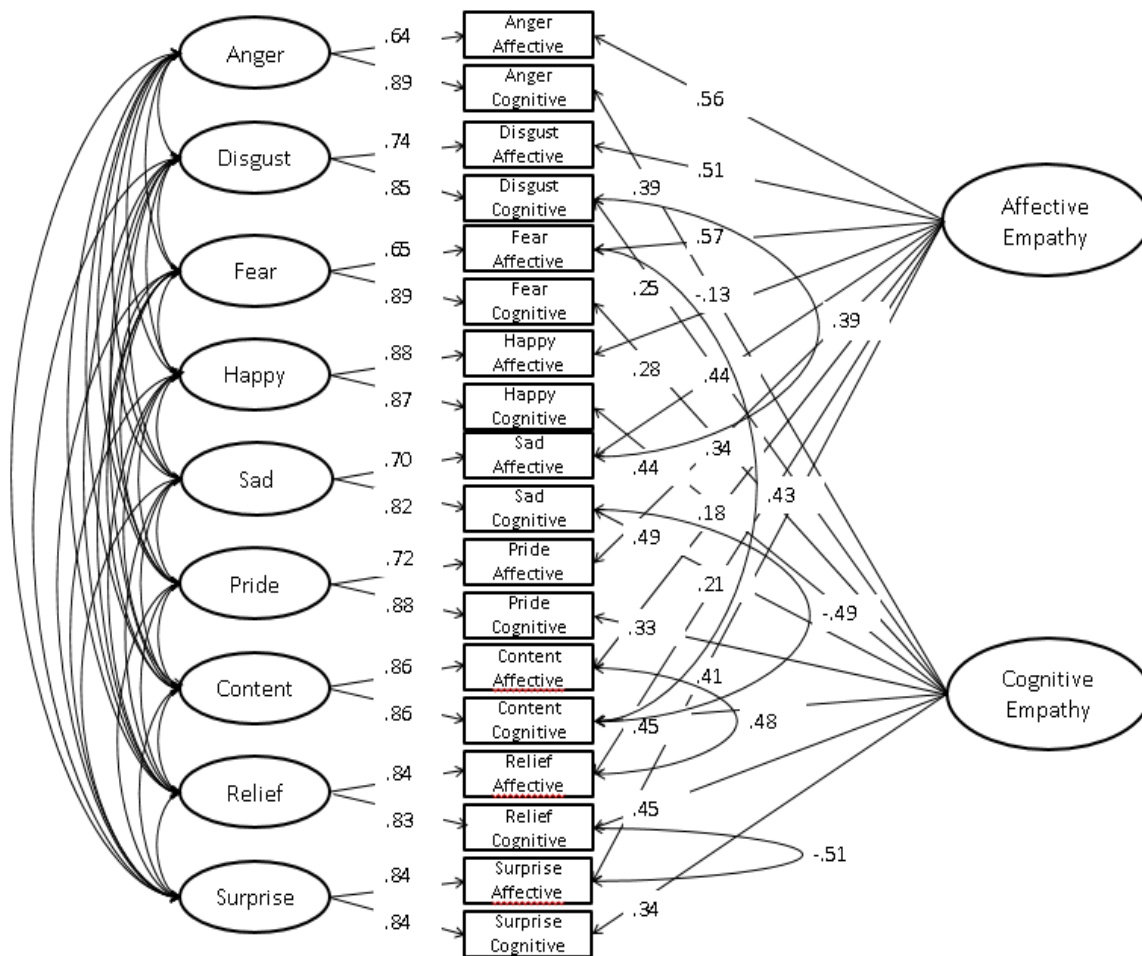 Anger
Disgust
Fear
Happy
Sad
Pride
Content
Relief
Surprise
.64
.89
.74
.85
.65
.89
.88
.87
.70
.82
.72
.88
.86
.86
.84
.83
.84
.84
Anger
Affective
Anger
Cognitive
Disgust
Affective
Disgust
Cognitive
Fear
Affective
Fear
Cognitive
Happy
Affective
Happy
Cognitive
Sad
Affective
Sad
Cognitive
Pride
Affective
Pride
Cognitive
Content
Affective
Content
Cognitive
Relief
Affective
Relief
Cognitive
Surprise
Affective
Surprise
Cognitive
.56
.51
.39
.57
.25
-.13
.39
.28
.44
.34
.44
.43
.18
.49
.21
-.49
.33
.41
.45
.48
.45
-.51
.34
Affective
Empathy
Cognitive
Empathy